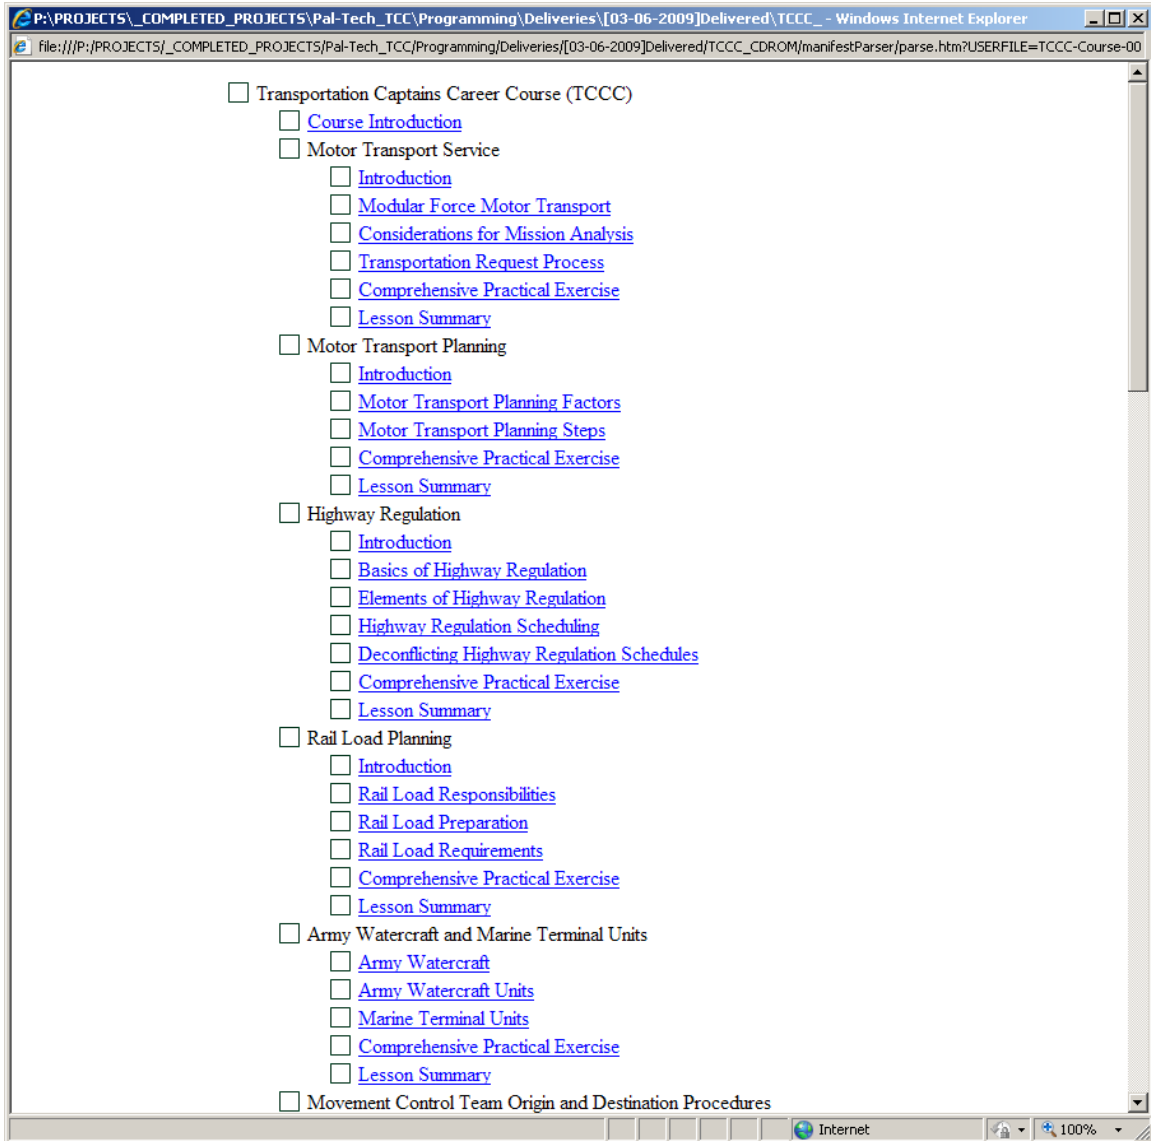 P:\PROJECTS\_COMPLETED_PROJECTS\Pal-Tech_TCC\Programming\Deliveries\[03-06-2009]Delivered\TCCC_ - Windows Internet Explorer
file:///P:/PROJECTS/_COMPLETED_PROJECTS/Pal-Tech_TCC/Programming/Deliveries/[03-06-2009]Delivered/TCCC_CDROM/manifestParser/parse.htm?USERFILE=TCCC-Course-00
Transportation Captains Career Course (TCCC)
Course Introduction
Motor Transport Service
Introduction
Modular Force Motor Transport
Considerations for Mission Analysis
Transportation Request Process
Comprehensive Practical Exercise
Lesson Summary
Motor Transport Planning
Introduction
Motor Transport Planning Factors
Motor Transport Planning Steps
Comprehensive Practical Exercise
Lesson Summary
Highway Regulation
Introduction
Basics of Highway Regulation
Elements of Highway Regulation
Highway Regulation Scheduling
Deconflicting Highway Regulation Schedules
Comprehensive Practical Exercise
Lesson Summary
Rail Load Planning
Introduction
Rail Load Responsibilities
Rail Load Preparation
Rail Load Requirements
Comprehensive Practical Exercise
Lesson Summary
Army Watercraft and Marine Terminal Units
Army Watercraft
Army Watercraft Units
Marine Terminal Units
Comprehensive Practical Exercise
Lesson Summary
Movement Control Team Origin and Destination Procedures
Internet 100%